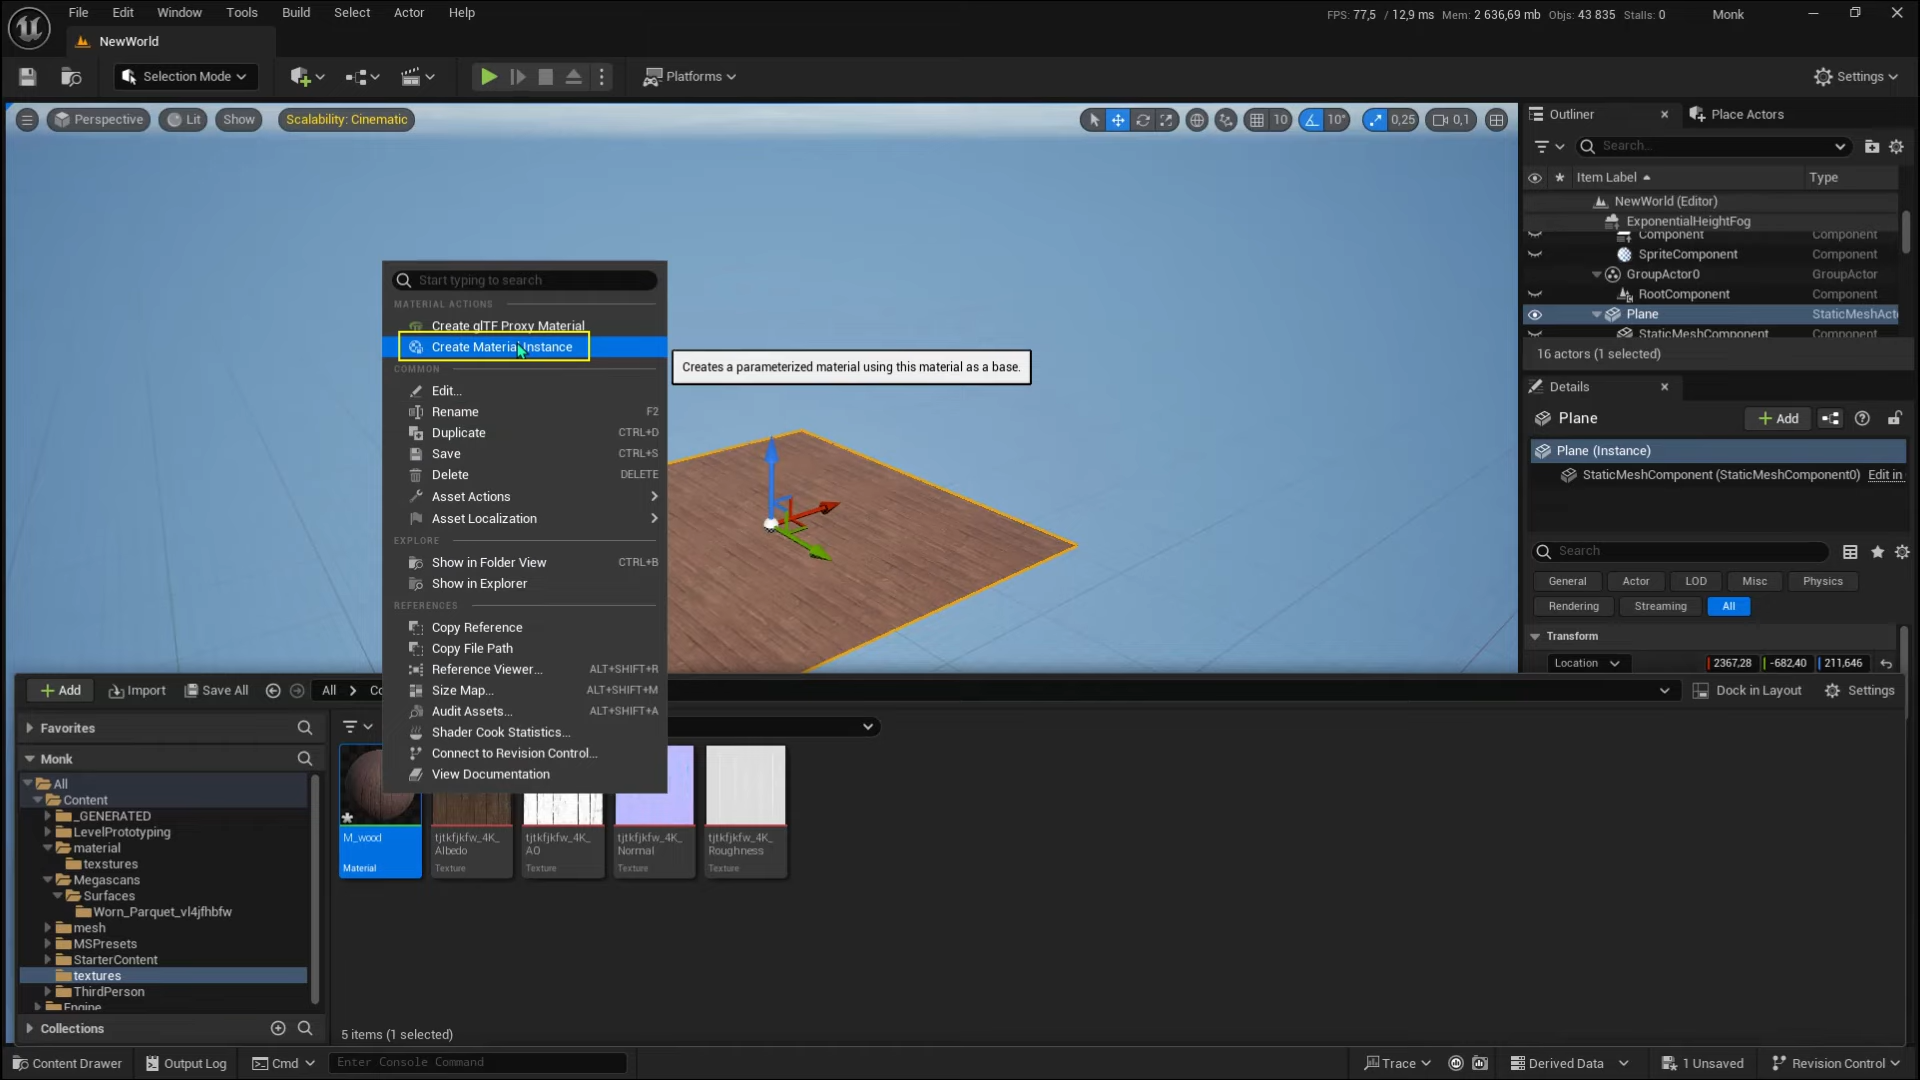 File Edit Window Tools Build Select Actor Help
FPS: 77,5 / 12,9 ms Mem: 2 636,69 mb Objs: 43 835 Stalls: 0 Monk
NewWorld
Selection Mode Platforms Settings
Perspective Lit Show Scalability: Cinematic 10 10° 0,25 0,1
Outliner Place Actors
Search...
Item Label Type
NewWorld (Editor)
ExponentialHeightFog
Component Component
SpriteComponent Component
GroupActor0 GroupActor
RootComponent Component
Plane StaticMeshActo
StaticMeshComponent Component
16 actors (1 selected)
Details
Plane Add
Plane (Instance)
StaticMeshComponent (StaticMeshComponent0) Edit in
Search
General Actor LOD Misc Physics
Rendering Streaming All
Transform
Location 2367,28 -682,40 211,646
Start typing to search
MATERIAL ACTIONS
Create glTF Proxy Material
Create Material Instance
Creates a parameterized material using this material as a base.
COMMON
Edit...
Rename F2
Duplicate CTRL+D
Save CTRL+S
Delete DELETE
Asset Actions
Asset Localization
EXPLORE
Show in Folder View CTRL+B
Show in Explorer
REFERENCES
Copy Reference
Copy File Path
Reference Viewer... ALT+SHIFT+R
Size Map... ALT+SHIFT+M
Audit Assets... ALT+SHIFT+A
Shader Cook Statistics...
Connect to Revision Control...
View Documentation
Add Import Save All All Co Dock in Layout Settings
Favorites
Monk
All
Content
_GENERATED
LevelPrototyping
material
texstures
Megascans
Surfaces
Worn_Parquet_vl4jfhbfw
mesh
MSPresets
StarterContent
textures
ThirdPerson
Engine
Collections
M_wood
Material
tjtkfjkfw_4K_
Albedo
Texture
tjtkfjkfw_4K_
AO
Texture
tjtkfjkfw_4K_
Normal
Texture
tjtkfjkfw_4K_
Roughness
Texture
5 items (1 selected)
Content Drawer Output Log Cmd Enter Console Command Trace Derived Data 1 Unsaved Revision Control